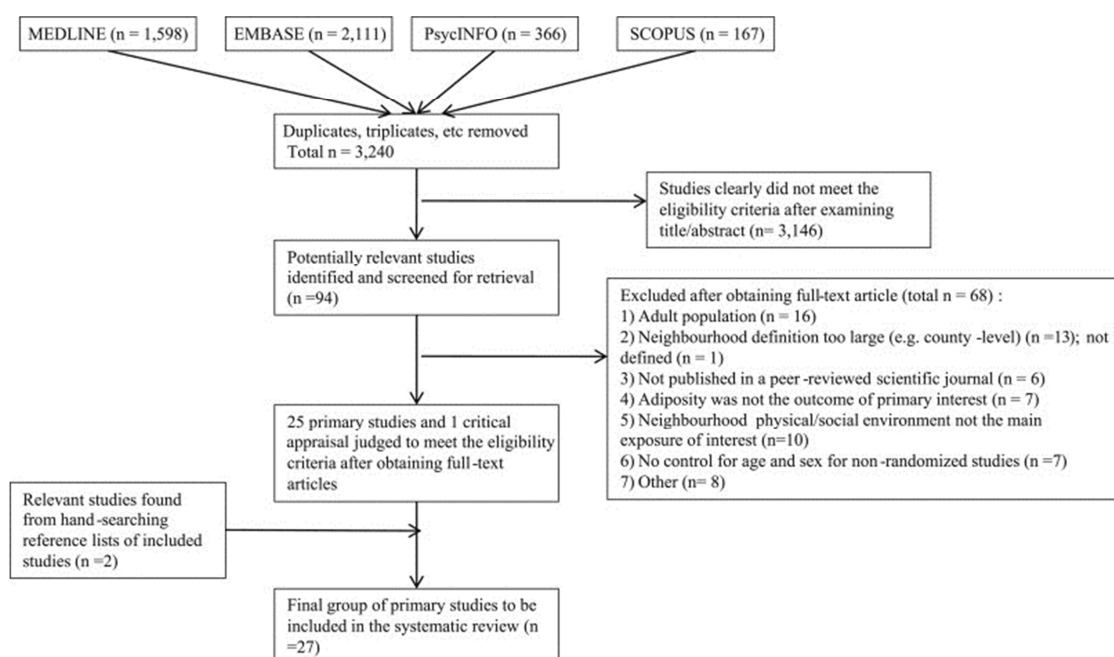 MEDLINE (n = 1,598)
EMBASE (n = 2,111)
PsycINFO (n = 366)
SCOPUS (n = 167)
Duplicates, triplicates, etc removed
Total n = 3,240
Studies clearly did not meet the
eligibility criteria after examining
title/abstract (n= 3,146)
Potentially relevant studies
identified and screened for retrieval
(n =94)
Excluded after obtaining full-text article (total n = 68) :
1) Adult population (n = 16)
2) Neighbourhood definition too large (e.g. county -level) (n =13); not
defined (n = 1)
3) Not published in a peer -reviewed scientific journal (n = 6)
4) Adiposity was not the outcome of primary interest (n = 7)
5) Neighbourhood physical/social environment not the main
exposure of interest (n=10)
6) No control for age and sex for non -randomized studies (n =7)
7) Other (n= 8)
25 primary studies and 1 critical
appraisal judged to meet the eligibility
criteria after obtaining full-text
articles
Relevant studies found
from hand -searching
reference lists of included
studies (n =2)
Final group of primary studies to be
included in the systematic review (n
=27)